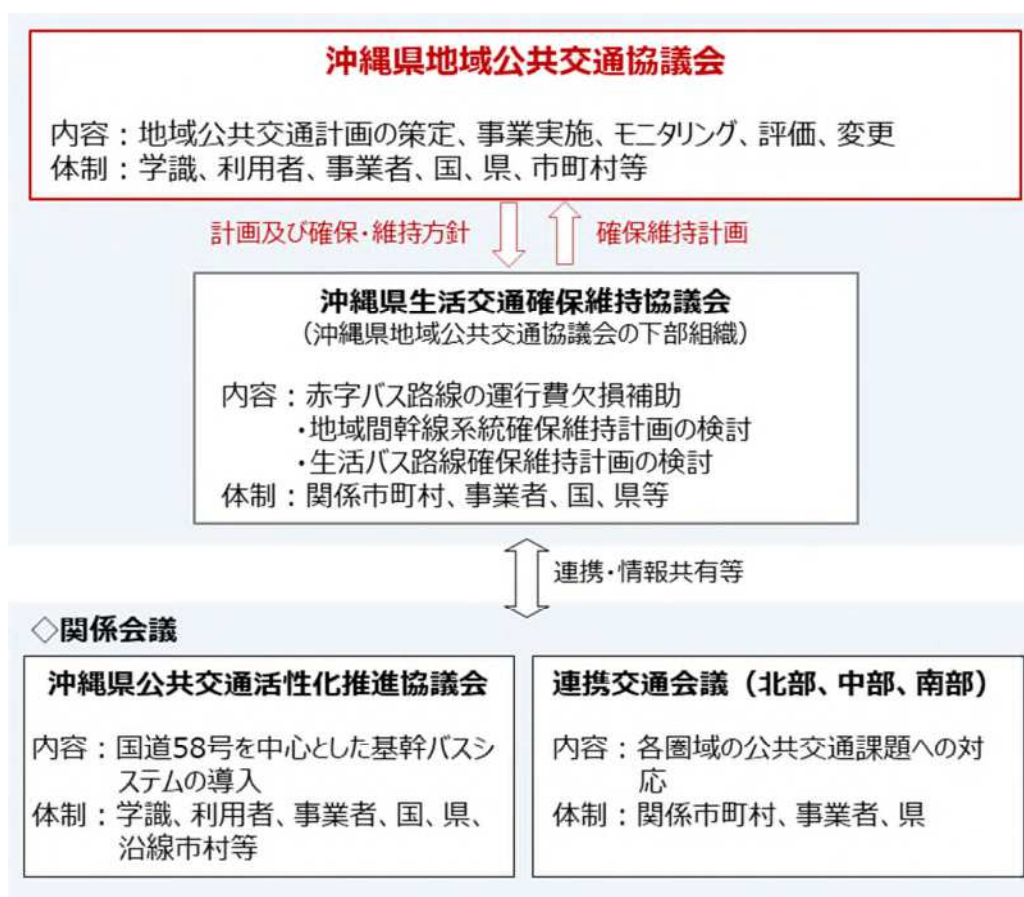 沖縄県地域公共交通協議会
内容：地域公共交通計画の策定、事業実施、モニタリング、評価、変更
体制：学識、利用者、事業者、国、県、市町村等
計画及び確保・維持方針
確保維持計画
沖縄県生活交通確保維持協議会
（沖縄県地域公共交通協議会の下部組織）
内容：赤字バス路線の運行費欠損補助
・地域間幹線系統確保維持計画の検討
・生活バス路線確保維持計画の検討
体制：関係市町村、事業者、国、県等
連携・情報共有等
◇関係会議
沖縄県公共交通活性化推進協議会
内容：国道58号を中心とした基幹バスシ
ステムの導入
体制：学識、利用者、事業者、国、県、
沿線市村等
連携交通会議（北部、中部、南部）
内容：各圏域の公共交通課題への対
応
体制：関係市町村、事業者、県